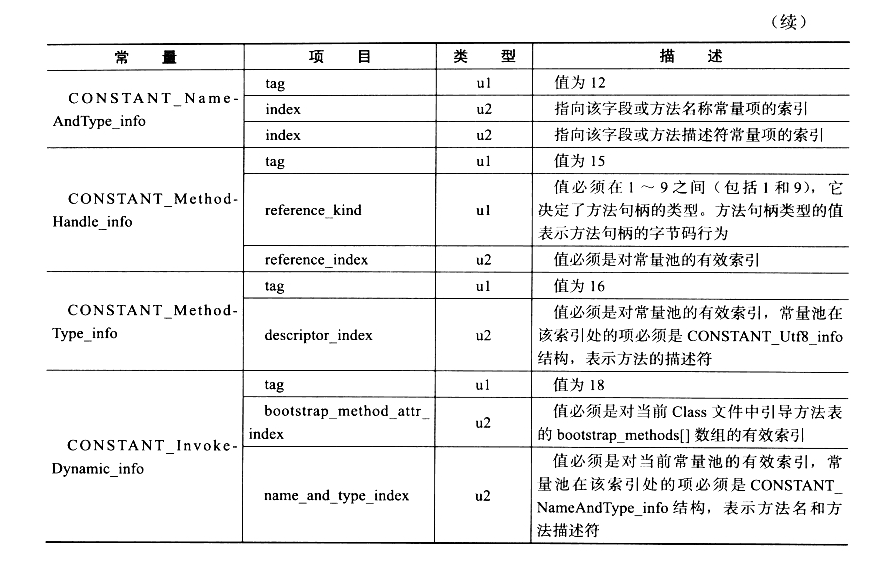 （续）
常 量 项 目 类 型 描 述
CONSTANT_Name-
AndType_info
tag u1 值为 12
index u2 指向该字段或方法名称常量项的索引
index u2 指向该字段或方法描述符常量项的索引
CONSTANT_Method-
Handle_info
tag u1 值为 15
reference_kind u1
值必须在 1 ～ 9 之间（包括 1 和 9），它
决定了方法句柄的类型。方法句柄类型的值
表示方法句柄的字节码行为
reference_index u2 值必须是对常量池的有效索引
CONSTANT_Method-
Type_info
tag u1 值为 16
descriptor_index u2
值必须是对常量池的有效索引，常量池在
该索引处的项必须是 CONSTANT_Utf8_info
结构，表示方法的描述符
CONSTANT_Invoke-
Dynamic_info
tag u1 值为 18
bootstrap_method_attr_
index
u2
值必须是对当前 Class 文件中引导方法表
的 bootstrap_methods[] 数组的有效索引
name_and_type_index u2
值必须是对当前常量池的有效索引，常
量池在该索引处的项必须是 CONSTANT_
NameAndType_info 结构，表示方法名和方
法描述符